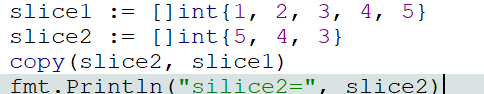 slice1 := []int{1, 2, 3, 4, 5}
slice2 := []int{5, 4, 3}
copy(slice2, slice1)
fmt.Println("silice2=", slice2)